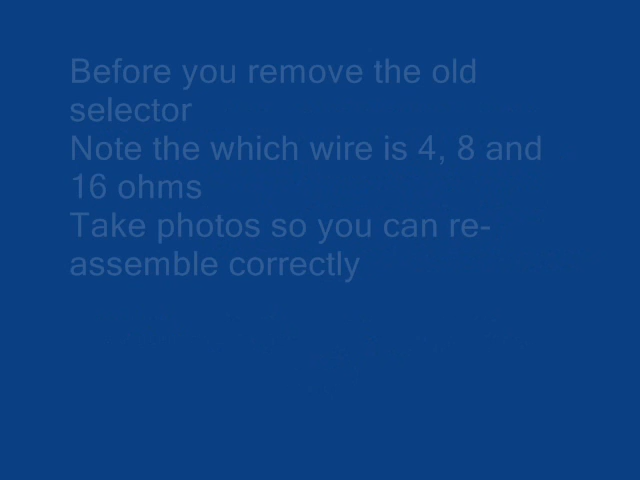 Before you remove the old
selector
Note the which wire is 4, 8 and
16 ohms
Take photos so you can re-
assemble correctly